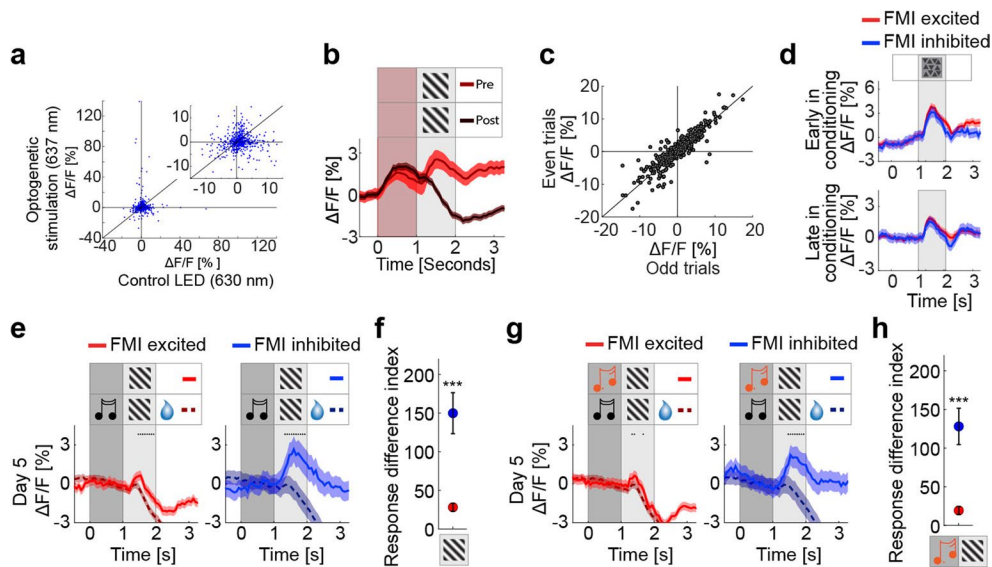 a
Optogenetic
stimulation (637 nm)
ΔF/F [%]
140
120
80
40
0
-40
-40 0 40 80 120 140
10
0
-10
-10 0 10
ΔF/F [%]
Control LED (630 nm)
b
Pre
Post
ΔF/F [%]
3
0
-3
0 1 2 3
Time [Seconds]
c
Even trials
ΔF/F [%]
20
10
0
-10
-20
-20 -10 0 10 20
ΔF/F [%]
Odd trials
d
FMI excited
FMI inhibited
Early in
conditioning
ΔF/F [%]
6
3
0
-3
Late in
conditioning
ΔF/F [%]
3
0
-3
0 1 2 3
Time [s]
e
FMI excited
FMI inhibited
Day 5
ΔF/F [%]
3
0
-3
0 1 2 3
Time [s]
3
0
-3
0 1 2 3
Time [s]
f
Response difference index
200
150
100
50
0
***
g
FMI excited
FMI inhibited
Day 5
ΔF/F [%]
3
0
-3
0 1 2 3
Time [s]
3
0
-3
0 1 2 3
Time [s]
h
Response difference index
200
150
100
50
0
***